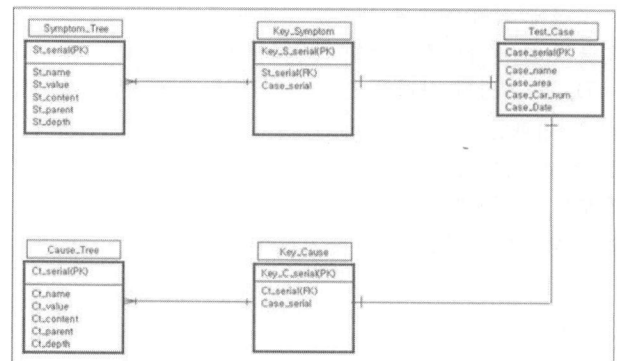 Symptom_Tree
St_serial(PK)
St_name
St_value
St_content
St_parent
St_depth
Key_Symptom
Key_S_serial(PK)
St_serial(FK)
Case_serial
Test_Case
Case_serial(PK)
Case_name
Case_area
Case_Car_num
Case_Date
Cause_Tree
Ct_serial(PK)
Ct_name
Ct_value
Ct_content
Ct_parent
Ct_depth
Key_Cause
Key_C_serial(PK)
Ct_serial(FK)
Case_serial